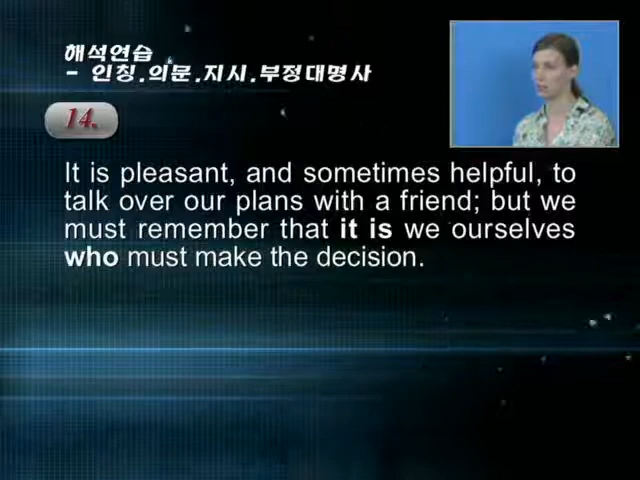 해석연습
- 인칭.의문.지시.부정대명사
14.
It is pleasant, and sometimes helpful, to
talk over our plans with a friend; but we
must remember that it is we ourselves
who must make the decision.